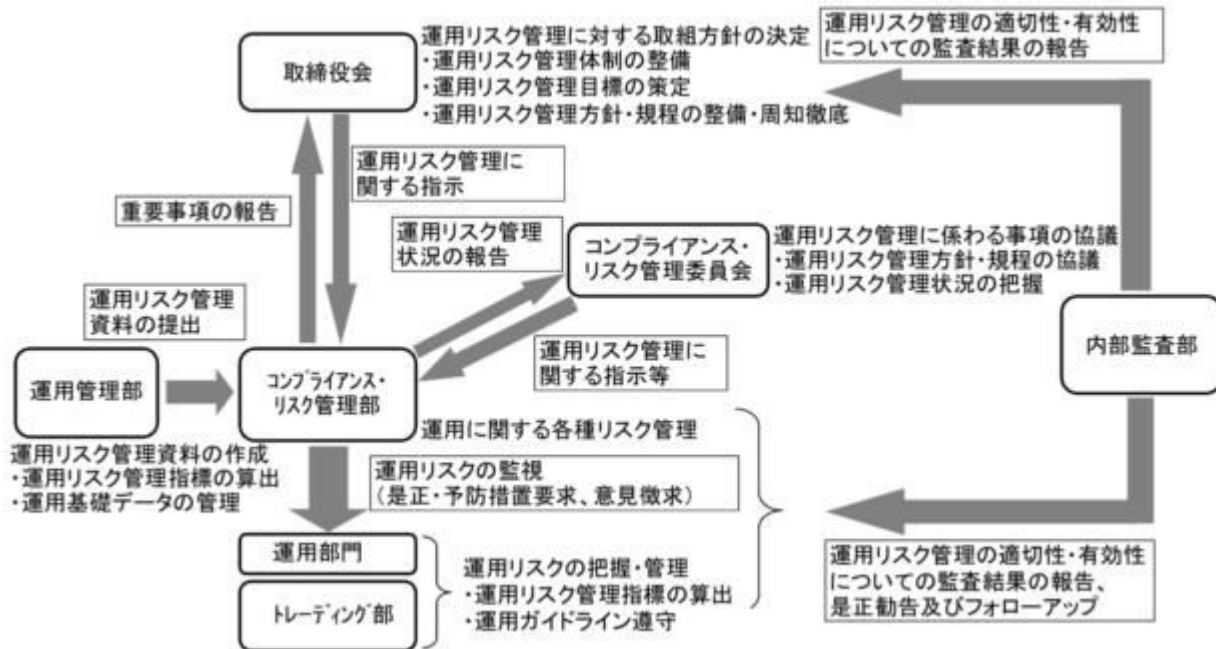 取締役会
運用リスク管理に対する取組方針の決定
・運用リスク管理体制の整備
・運用リスク管理目標の策定
・運用リスク管理方針・規程の整備・周知徹底
運用リスク管理の適切性・有効性
についての監査結果の報告
重要事項の報告
運用リスク管理に
関する指示
運用リスク管理
状況の報告
コンプライアンス・
リスク管理委員会
運用リスク管理に係わる事項の協議
・運用リスク管理方針・規程の協議
・運用リスク管理状況の把握
運用リスク管理
資料の提出
運用管理部
コンプライアンス・
リスク管理部
運用リスク管理に
関する指示等
内部監査部
運用リスク管理資料の作成
・運用リスク管理指標の算出
・運用基礎データの管理
運用に関する各種リスク管理
運用リスクの監視
（是正・予防措置要求、意見徴求）
運用部門
トレーディング部
運用リスクの把握・管理
・運用リスク管理指標の算出
・運用ガイドライン遵守
運用リスク管理の適切性・有効性
についての監査結果の報告、
是正勧告及びフォローアップ